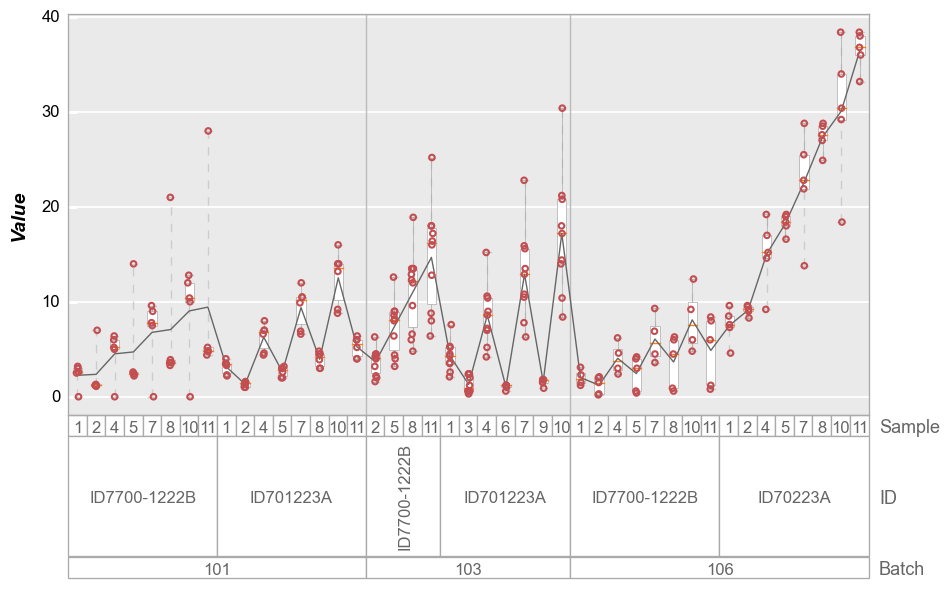 40
30
20
10
0
Value
1 2 4 5 7 8 10 11 1 2 4 5 7 8 10 11 2 5 8 11 1 3 4 6 7 9 10 1 2 4 5 7 8 10 11 1 2 4 5 7 8 10 11 Sample
ID7700-1222B ID701223A ID7700-1222B ID701223A ID7700-1222B ID70223A ID
101 103 106 Batch